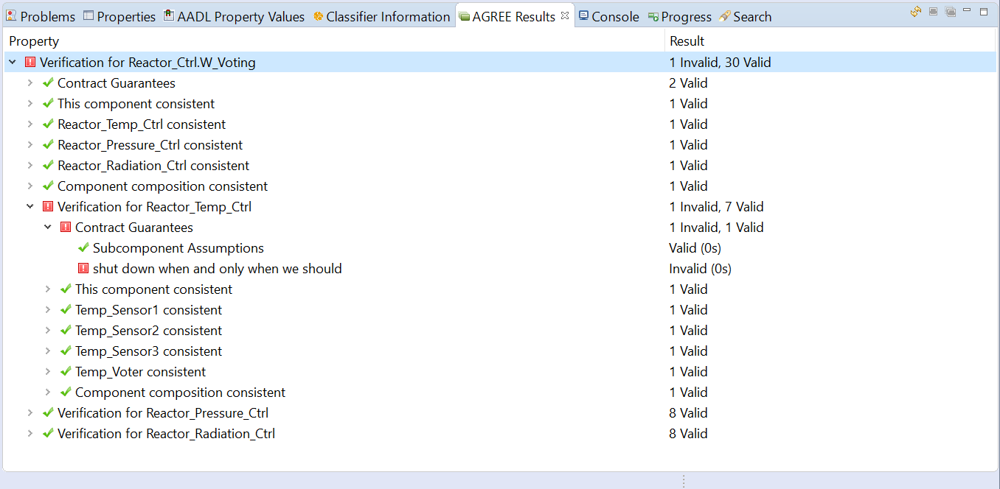 Problems Properties AADL Property Values Classifier Information AGREE Results Console Progress Search
Property Result
Verification for Reactor_Ctrl.W_Voting 1 Invalid, 30 Valid
Contract Guarantees 2 Valid
This component consistent 1 Valid
Reactor_Temp_Ctrl consistent 1 Valid
Reactor_Pressure_Ctrl consistent 1 Valid
Reactor_Radiation_Ctrl consistent 1 Valid
Component composition consistent 1 Valid
Verification for Reactor_Temp_Ctrl 1 Invalid, 7 Valid
Contract Guarantees 1 Invalid, 1 Valid
Subcomponent Assumptions Valid (0s)
shut down when and only when we should Invalid (0s)
This component consistent 1 Valid
Temp_Sensor1 consistent 1 Valid
Temp_Sensor2 consistent 1 Valid
Temp_Sensor3 consistent 1 Valid
Temp_Voter consistent 1 Valid
Component composition consistent 1 Valid
Verification for Reactor_Pressure_Ctrl 8 Valid
Verification for Reactor_Radiation_Ctrl 8 Valid